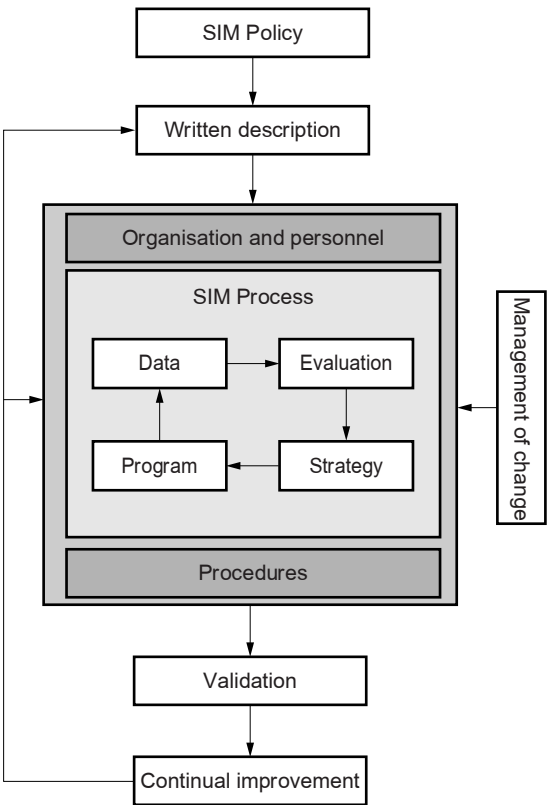 SIM Policy
Written description
Organisation and personnel
SIM Process
Data
Evaluation
Program
Strategy
Management of change
Procedures
Validation
Continual improvement